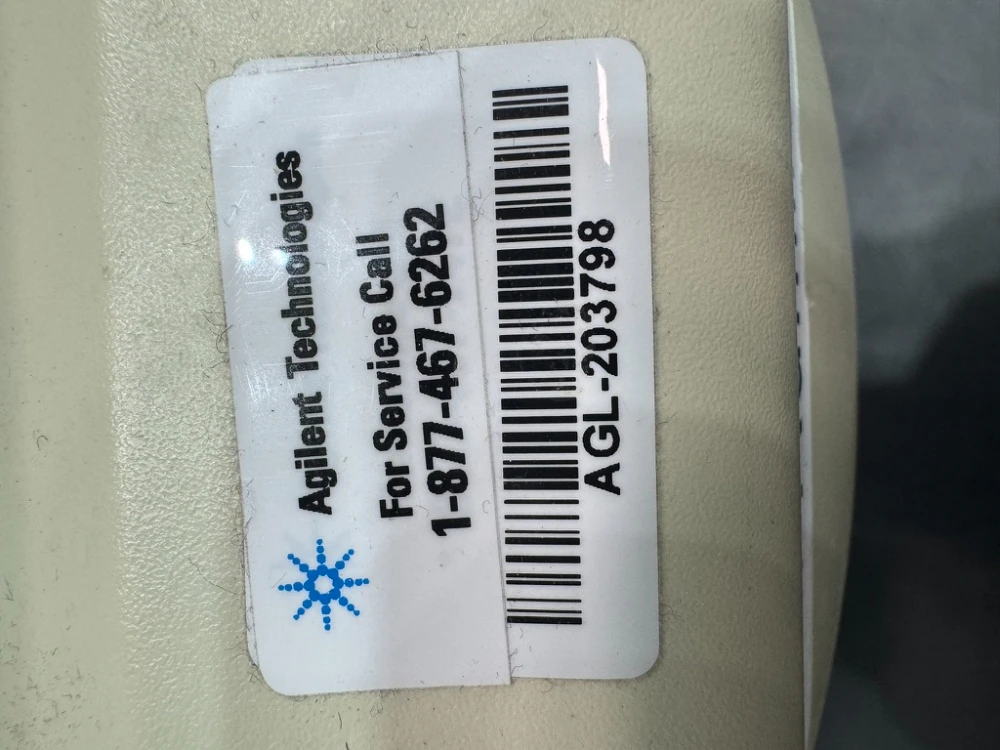 Agilent Technologies
For Service Call
1-877-467-6262
AGL-203798